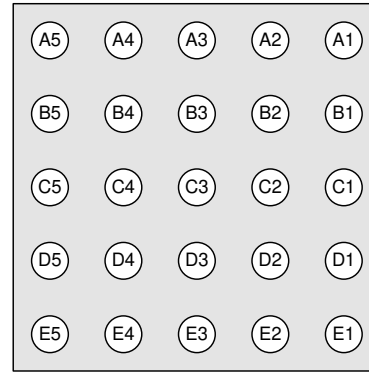 A5 A4 A3 A2 A1
B5 B4 B3 B2 B1
C5 C4 C3 C2 C1
D5 D4 D3 D2 D1
E5 E4 E3 E2 E1